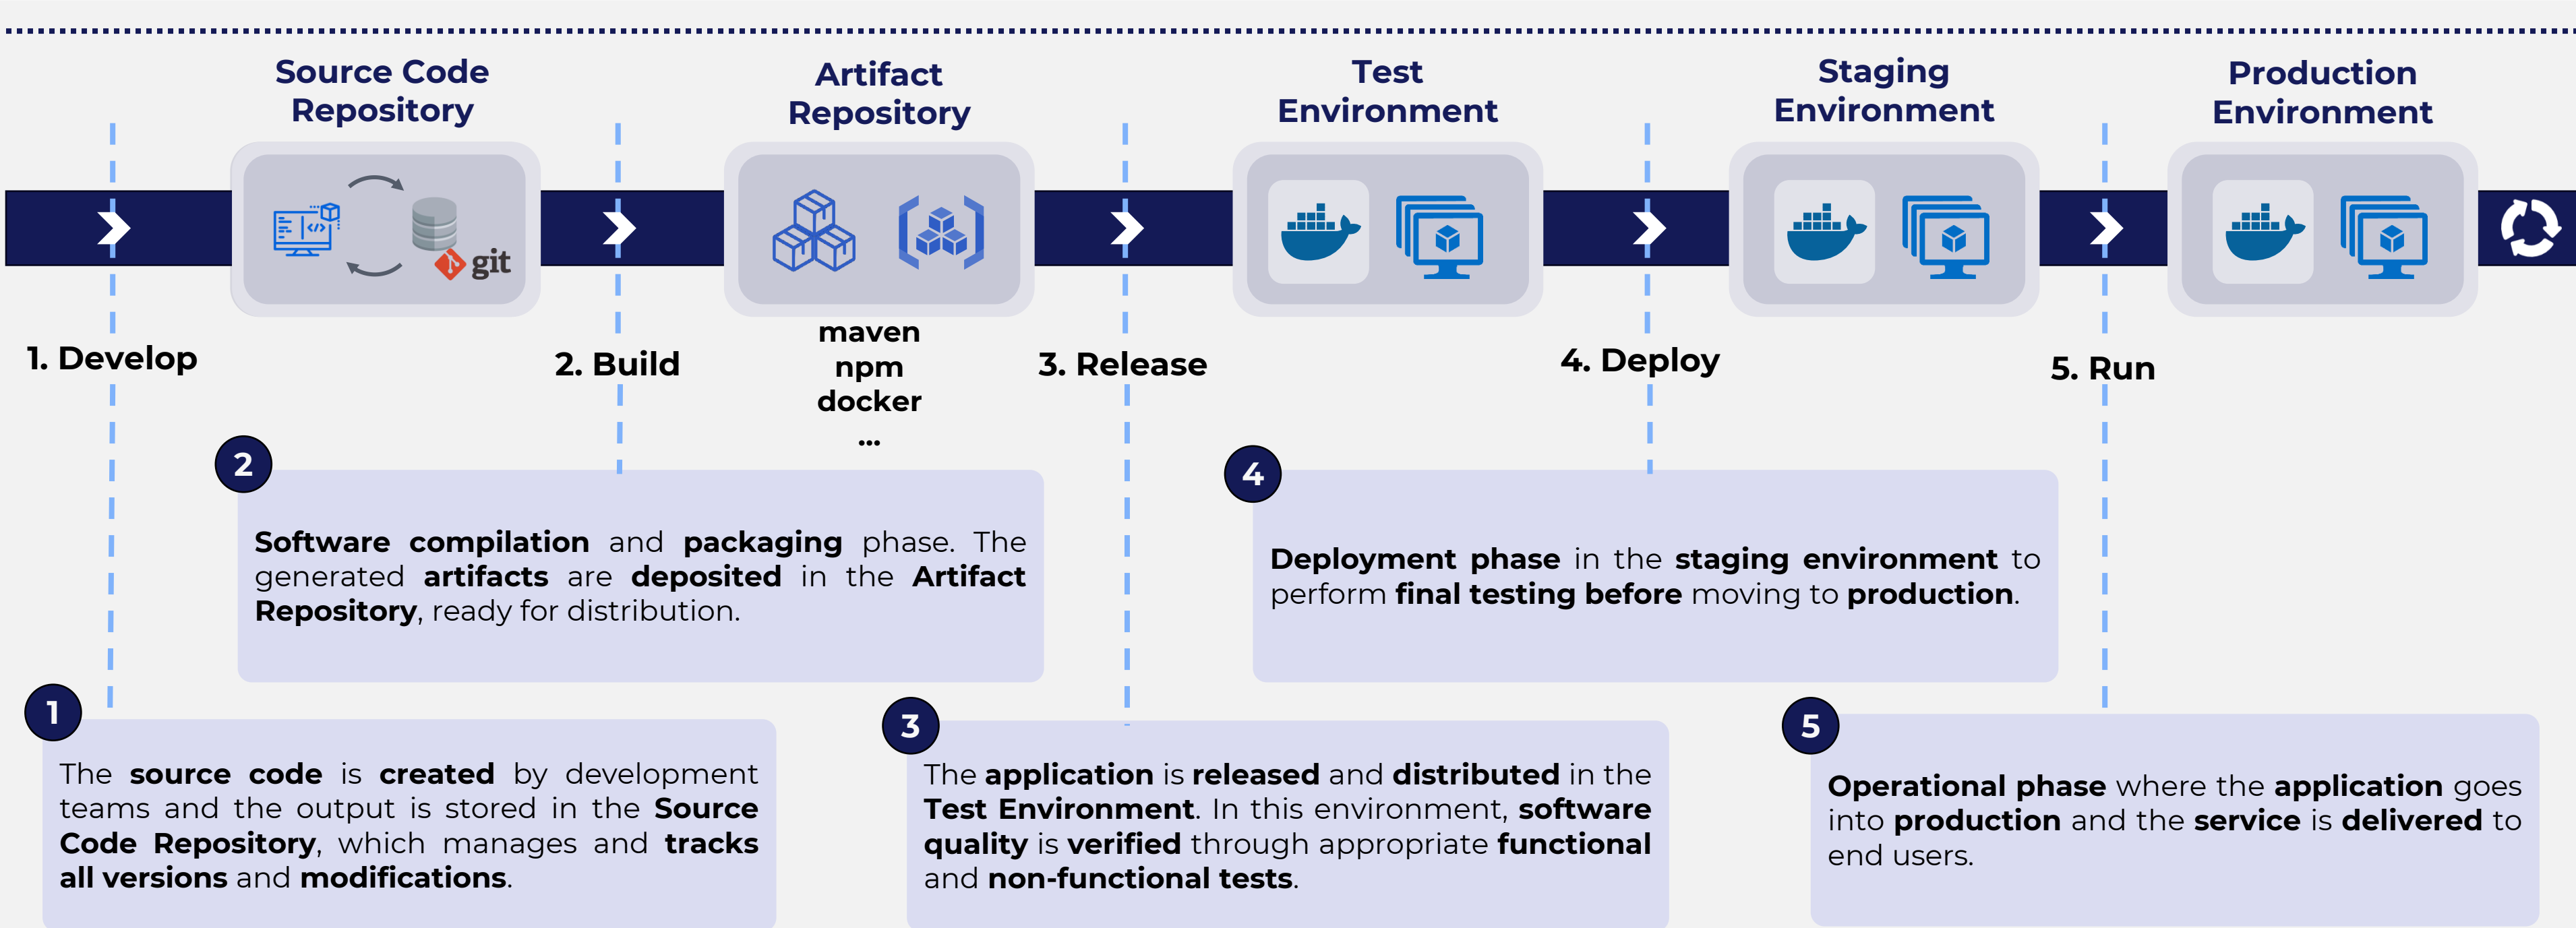 Source Code
Repository
Artifact
Repository
Test
Environment
Staging
Environment
Production
Environment
git
maven
npm
docker
...
1. Develop
2. Build
3. Release
4. Deploy
5. Run
2
Software compilation and packaging phase. The
generated artifacts are deposited in the Artifact
Repository, ready for distribution.
4
Deployment phase in the staging environment to
perform final testing before moving to production.
1
The source code is created by development
teams and the output is stored in the Source
Code Repository, which manages and tracks
all versions and modifications.
3
The application is released and distributed in the
Test Environment. In this environment, software
quality is verified through appropriate functional
and non-functional tests.
5
Operational phase where the application goes
into production and the service is delivered to
end users.